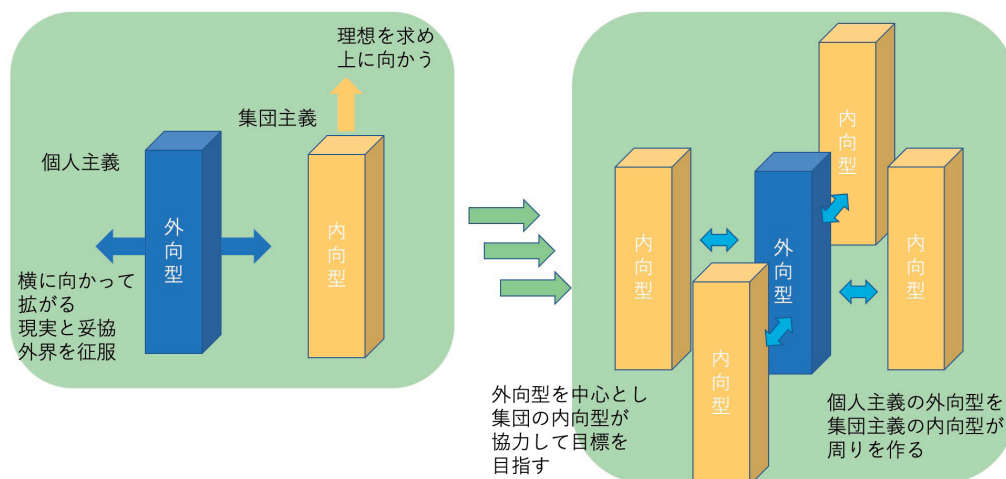 理想を求め
上に向かう
集団主義
個人主義
外向型
内向型
横に向かって
拡がる
現実と妥協
外界を征服
内向型
内向型
外向型
内向型
内向型
外向型を中心とし
集団の内向型が
協力して目標を
目指す
個人主義の外向型を
集団主義の内向型が
周りを作る